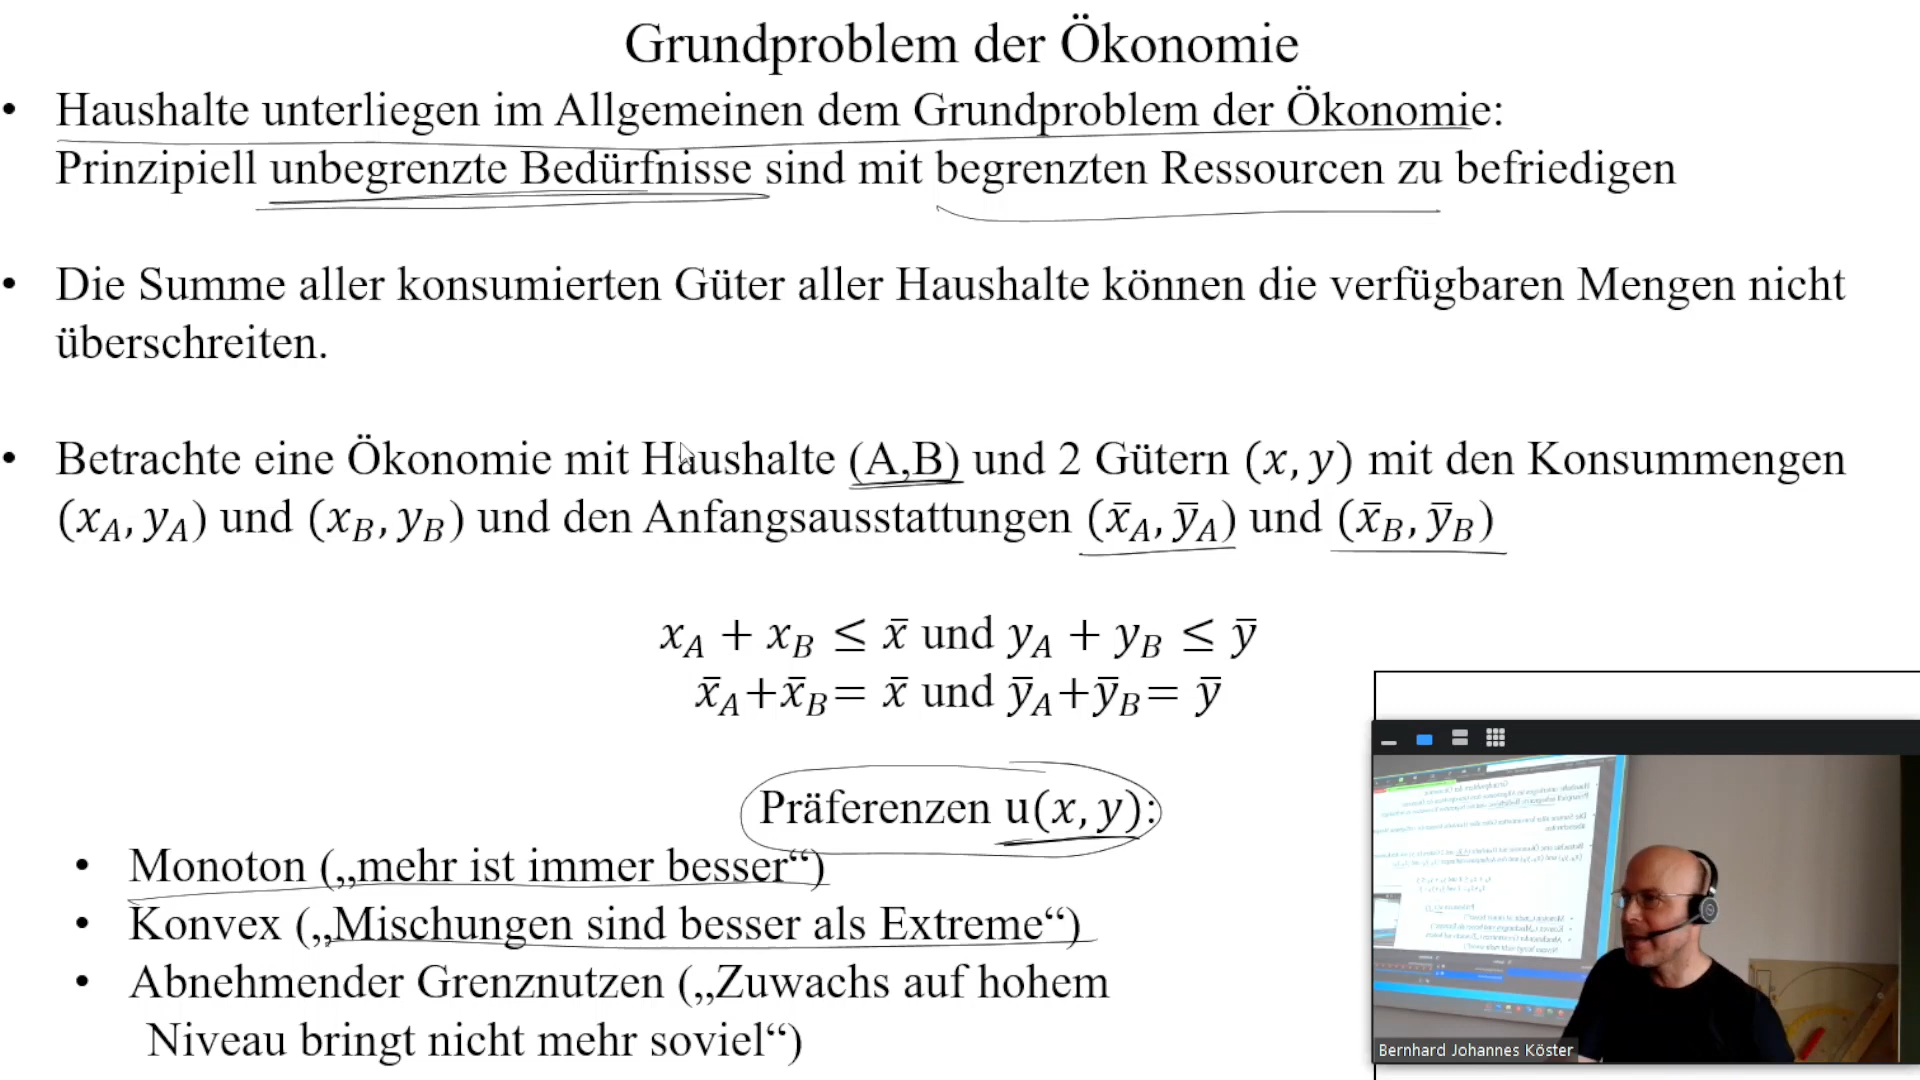 Grundproblem der Ökonomie
• Haushalte unterliegen im Allgemeinen dem Grundproblem der Ökonomie:
Prinzipiell unbegrenzte Bedürfnisse sind mit begrenzten Ressourcen zu befriedigen
• Die Summe aller konsumierten Güter aller Haushalte können die verfügbaren Mengen nicht
überschreiten.
• Betrachte eine Ökonomie mit Haushalte (A,B) und 2 Gütern (x, y) mit den Konsummengen
(x_A, y_A) und (x_B, y_B) und den Anfangsausstattungen (x̄_A, ȳ_A) und (x̄_B, ȳ_B)
x_A + x_B ≤ x̄ und y_A + y_B ≤ ȳ
x̄_A+x̄_B= x̄ und ȳ_A+ȳ_B= ȳ
Präferenzen u(x, y):
• Monoton („mehr ist immer besser“)
• Konvex („Mischungen sind besser als Extreme“)
• Abnehmender Grenznutzen („Zuwachs auf hohem
Niveau bringt nicht mehr soviel“)
Bernhard Johannes Köster